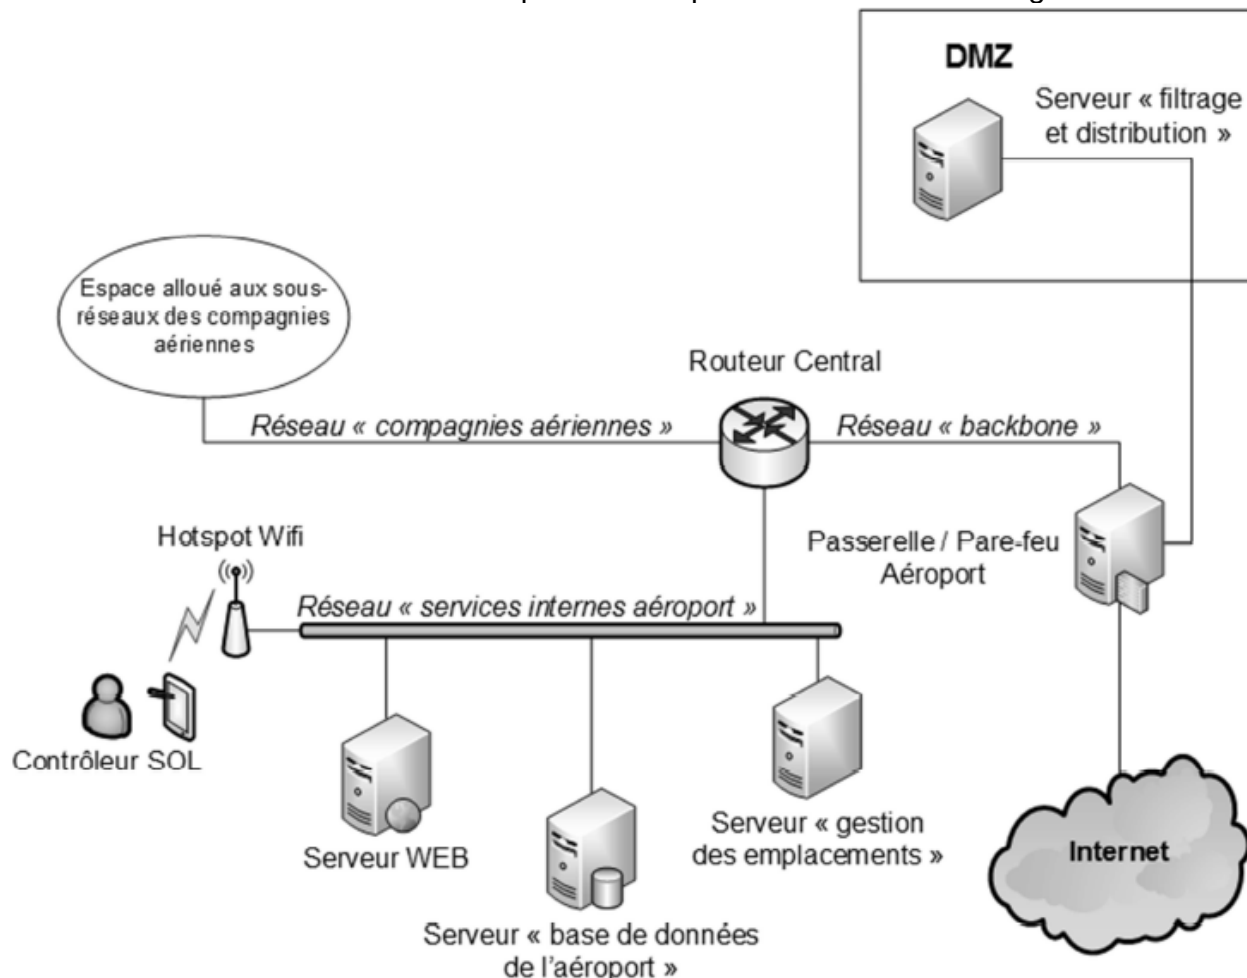 DMZ
Serveur « filtrage
et distribution »
Espace alloué aux sous-
réseaux des compagnies
aériennes
Routeur Central
Réseau « compagnies aériennes »
Réseau « backbone »
Hotspot Wifi
Passerelle / Pare-feu
Aéroport
Réseau « services internes aéroport »
Contrôleur SOL
Serveur WEB
Serveur « gestion
des emplacements »
Internet
Serveur « base de données
de l'aéroport »